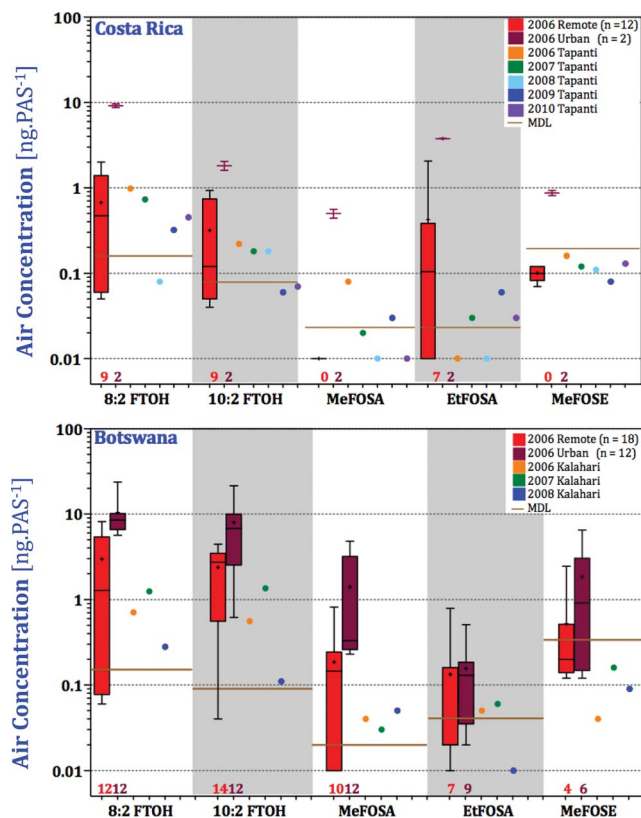 Costa Rica
2006 Remote (n =12)
2006 Urban (n = 2)
2006 Tapanti
2007 Tapanti
2008 Tapanti
2009 Tapanti
2010 Tapanti
MDL
Air Concentration [ng.PAS-1]
100
10
1
0.1
0.01
9 2 9 2 0 2 7 2 0 2
8:2 FTOH 10:2 FTOH MeFOSA EtFOSA MeFOSE
Botswana
2006 Remote (n = 18)
2006 Urban (n = 12)
2006 Kalahari
2007 Kalahari
2008 Kalahari
MDL
Air Concentration [ng.PAS-1]
100
10
1
0.1
0.01
12 12 14 12 10 12 7 9 4 6
8:2 FTOH 10:2 FTOH MeFOSA EtFOSA MeFOSE